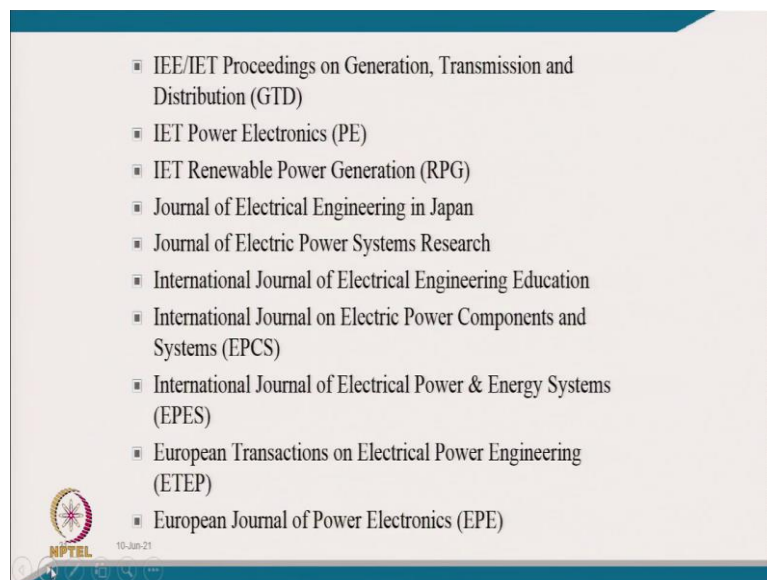 IEE/IET Proceedings on Generation, Transmission and
Distribution (GTD)
IET Power Electronics (PE)
IET Renewable Power Generation (RPG)
Journal of Electrical Engineering in Japan
Journal of Electric Power Systems Research
International Journal of Electrical Engineering Education
International Journal on Electric Power Components and
Systems (EPCS)
International Journal of Electrical Power & Energy Systems
(EPES)
European Transactions on Electrical Power Engineering
(ETEP)
European Journal of Power Electronics (EPE)
NPTEL
10-Jun-21